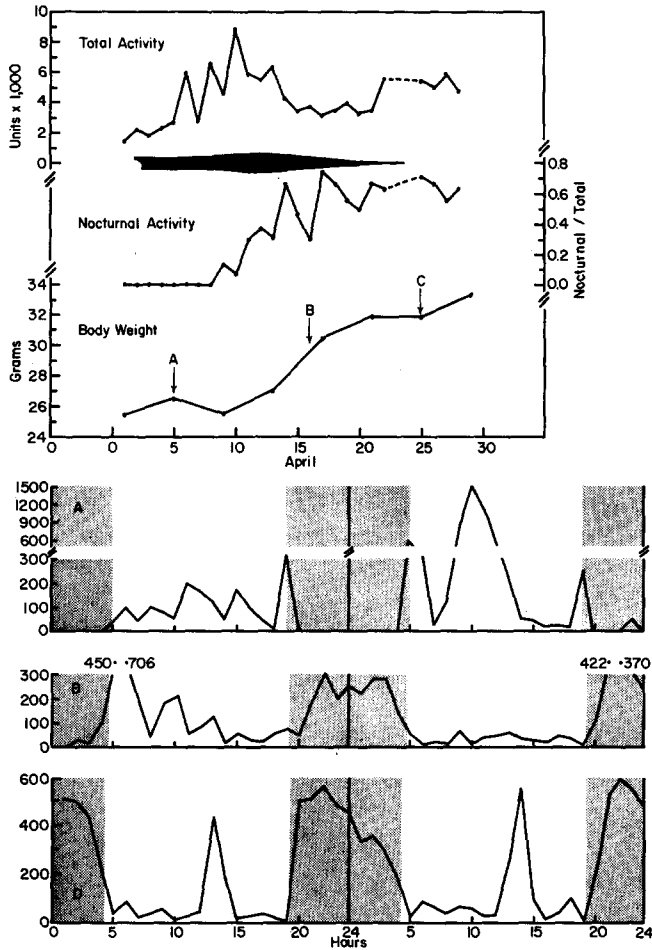 10
8
6
4
2
0
Units x 1,000
Total Activity
0.8
0.6
0.4
0.2
0.0
Nocturnal / Total
Nocturnal Activity
34
32
30
28
26
24
Grams
Body Weight
A
B
C
0 0 5 10 15 20 25 30
April
1500
1200
900
600
300
200
100
0
A
450· ·706
422· ·370
300
200
100
0
B
600
400
200
0
D
0 5 10 15 20 24 5 10 15 20 24
Hours